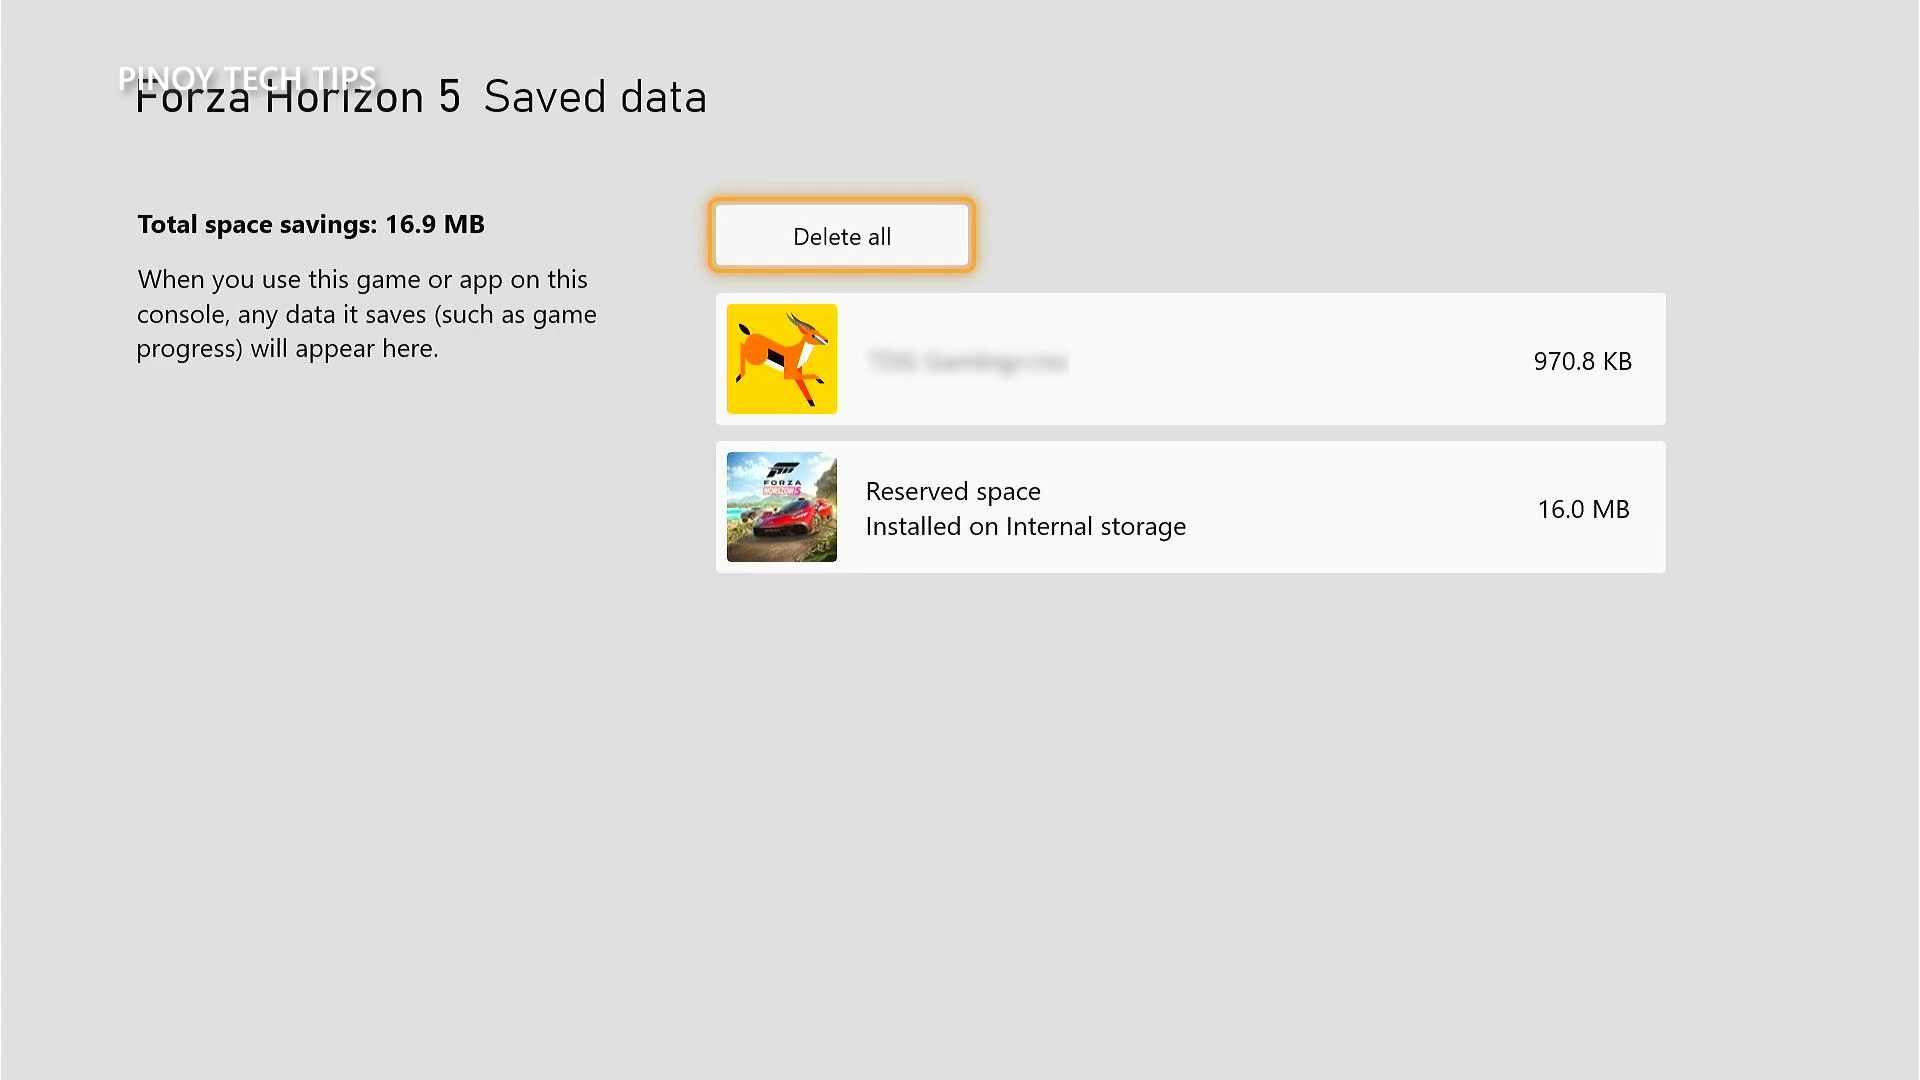 PINOY TECH TIPS
Forza Horizon 5 Saved data
Total space savings: 16.9 MB
When you use this game or app on this
console, any data it saves (such as game
progress) will appear here.
Delete all
970.8 KB
FORZA
HORIZON 5
Reserved space
Installed on Internal storage
16.0 MB